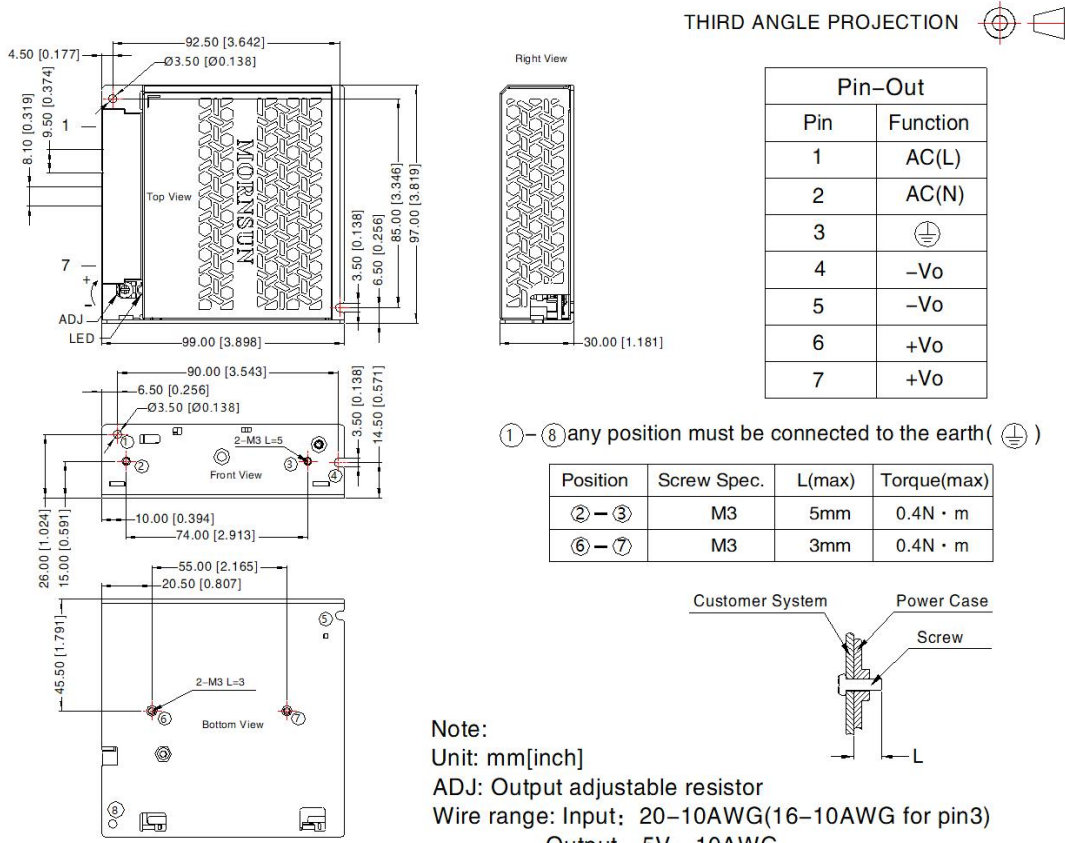 THIRD ANGLE PROJECTION
92.50 [3.642]
4.50 [0.177]
Ø3.50 [Ø0.138]
8.10 [0.319]
9.50 [0.374]
1
7
+
-
ADJ
LED
Top View
MORNSUN
3.50 [0.138]
6.50 [0.256]
85.00 [3.346]
97.00 [3.819]
99.00 [3.898]
Right View
30.00 [1.181]
Pin-Out
Pin Function
1 AC(L)
2 AC(N)
3 ⏚
4 -Vo
5 -Vo
6 +Vo
7 +Vo
90.00 [3.543]
6.50 [0.256]
Ø3.50 [Ø0.138]
3.50 [0.138]
14.50 [0.571]
①
2-M3 L=5
②
③
④
Front View
10.00 [0.394]
74.00 [2.913]
26.00 [1.024]
15.00 [0.591]
①-⑧any position must be connected to the earth( ⏚ )
Position Screw Spec. L(max) Torque(max)
②-③ M3 5mm 0.4N·m
⑥-⑦ M3 3mm 0.4N·m
55.00 [2.165]
20.50 [0.807]
45.50 [1.791]
⑤
2-M3 L=3
⑥
⑦
Bottom View
⑧
Customer System
Power Case
Screw
L
Note:
Unit: mm[inch]
ADJ: Output adjustable resistor
Wire range: Input: 20-10AWG(16-10AWG for pin3)